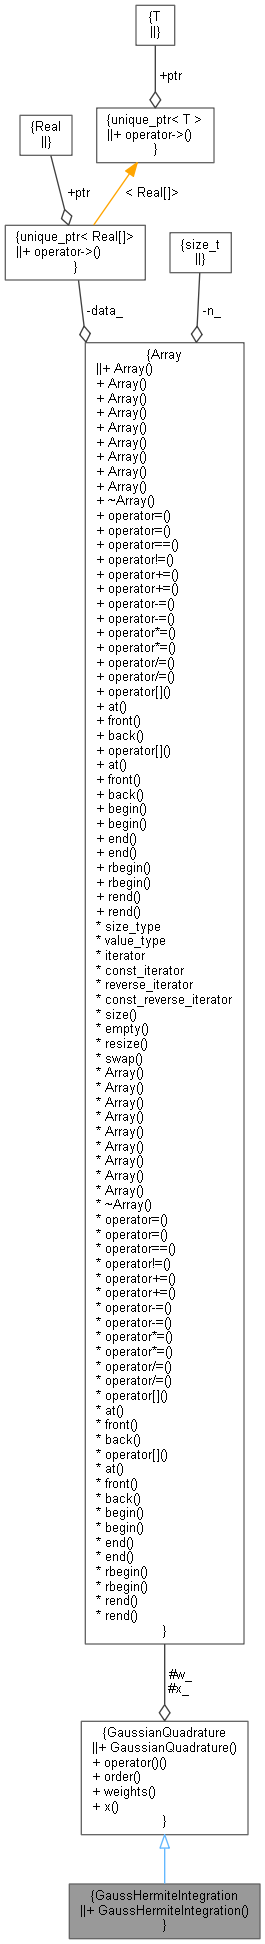 {T
||}
+ptr
{unique_ptr< T >
||+ operator->()
}
{Real
||}
+ptr
< Real[]>
{unique_ptr< Real[]>
||+ operator->()
}
{size_t
||}
-data_
-n_
{Array
||+ Array()
+ Array()
+ Array()
+ Array()
+ Array()
+ Array()
+ Array()
+ Array()
+ Array()
+ ~Array()
+ operator=()
+ operator=()
+ operator==()
+ operator!=()
+ operator+=()
+ operator+=()
+ operator-=()
+ operator-=()
+ operator*=()
+ operator*=()
+ operator/=()
+ operator/=()
+ operator[]()
+ at()
+ front()
+ back()
+ operator[]()
+ at()
+ front()
+ back()
+ begin()
+ begin()
+ end()
+ end()
+ rbegin()
+ rbegin()
+ rend()
+ rend()
* size_type
* value_type
* iterator
* const_iterator
* reverse_iterator
* const_reverse_iterator
* size()
* empty()
* resize()
* swap()
* Array()
* Array()
* Array()
* Array()
* Array()
* Array()
* Array()
* Array()
* Array()
* ~Array()
* operator=()
* operator=()
* operator==()
* operator!=()
* operator+=()
* operator+=()
* operator-=()
* operator-=()
* operator*=()
* operator*=()
* operator/=()
* operator/=()
* operator[]()
* at()
* front()
* back()
* operator[]()
* at()
* front()
* back()
* begin()
* begin()
* end()
* end()
* rbegin()
* rbegin()
* rend()
* rend()
}
#w_
#x_
{GaussianQuadrature
||+ GaussianQuadrature()
+ operator()()
+ order()
+ weights()
+ x()
}
{GaussHermiteIntegration
||+ GaussHermiteIntegration()
}